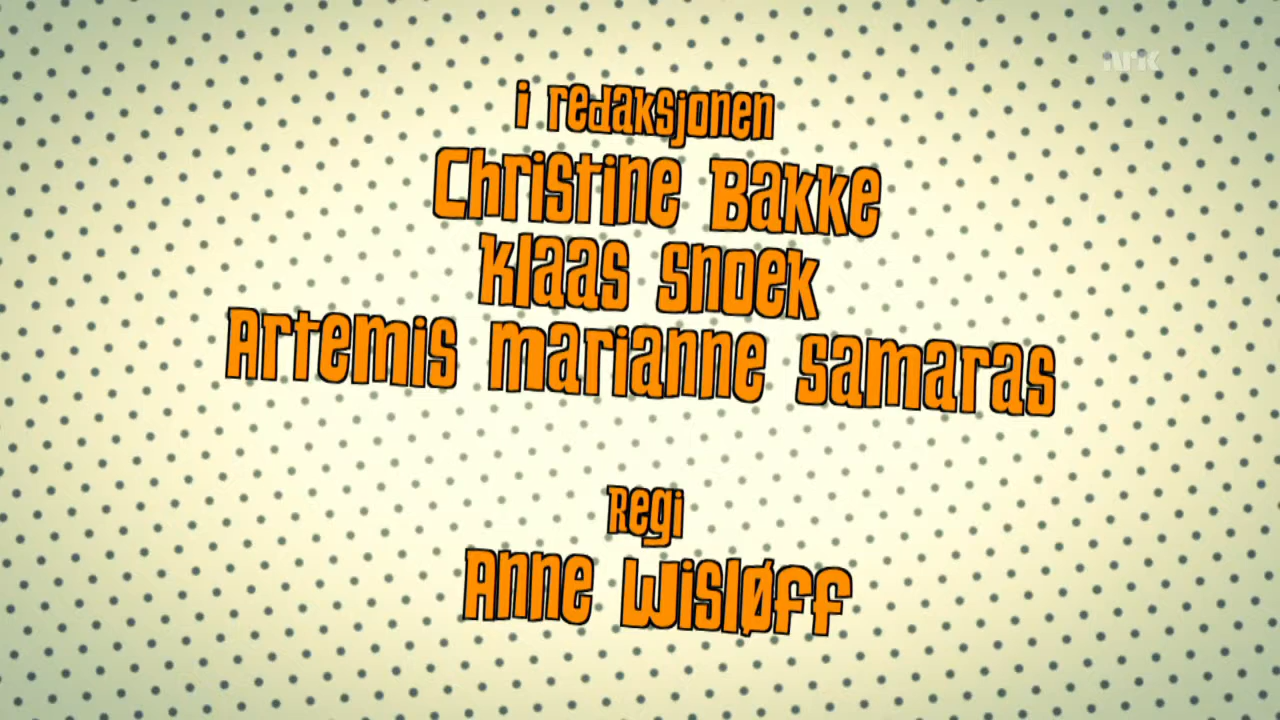 nrk
i redaksjonen
Christine Bakke
Klaas Snoek
Artemis Marianne Samaras
Regi
Anne Wisløff